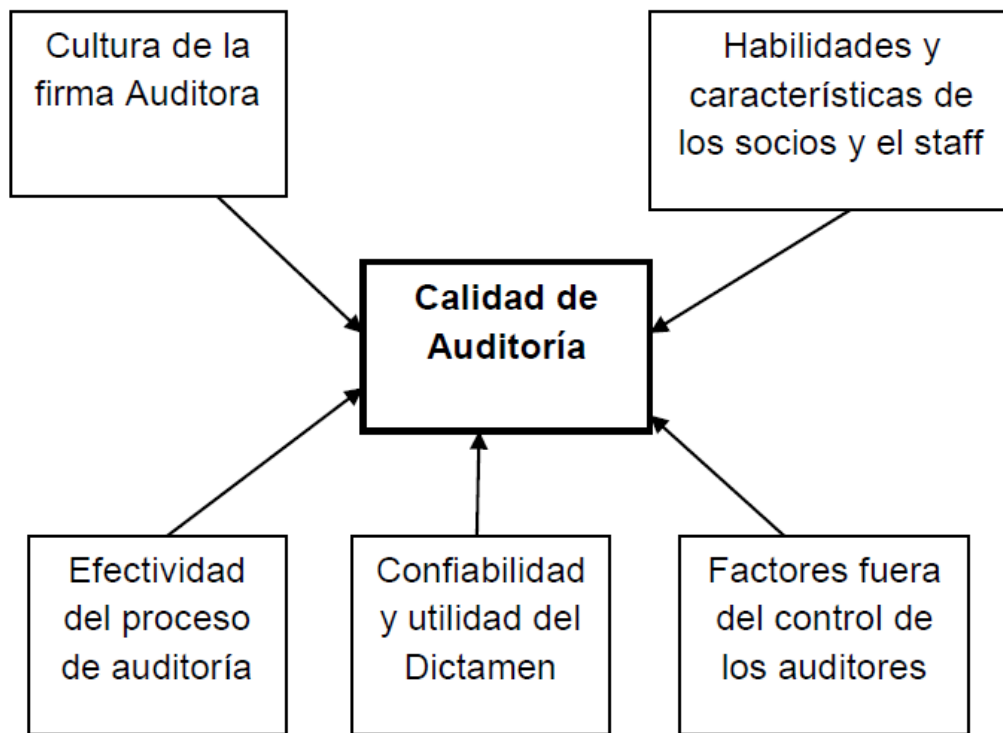 Cultura de la
firma Auditora
Habilidades y
características de
los socios y el staff
Calidad de
Auditoría
Efectividad
del proceso
de auditoría
Confiabilidad
y utilidad del
Dictamen
Factores fuera
del control de
los auditores